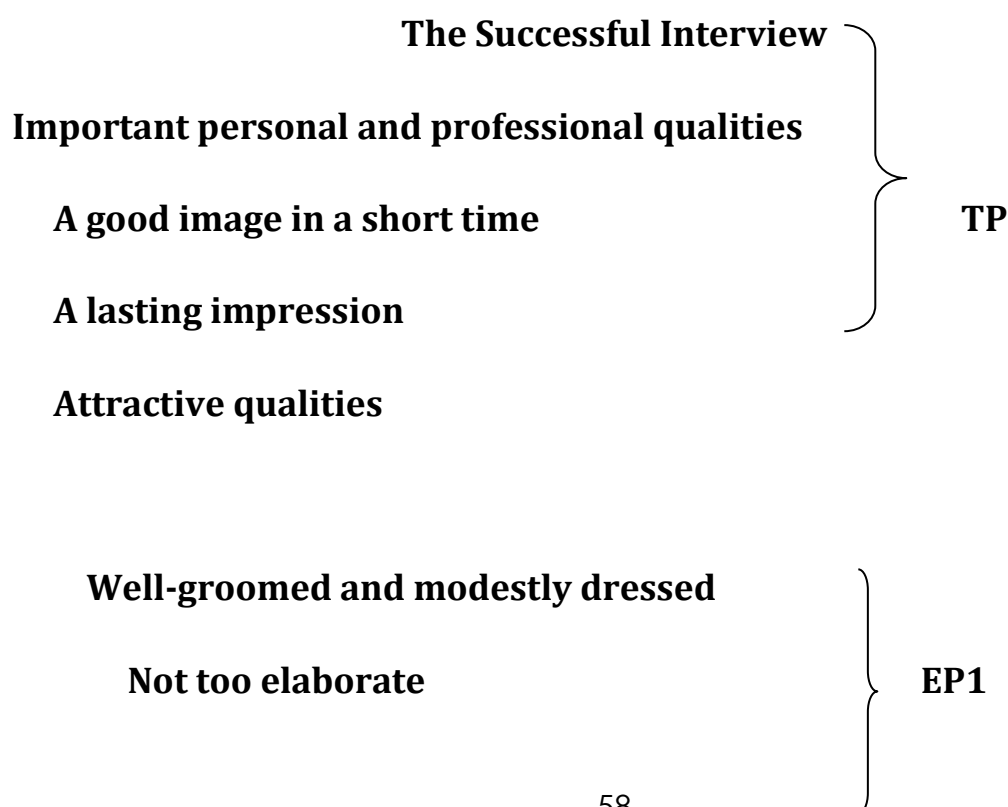 The Successful Interview
Important personal and professional qualities
A good image in a short time
TP
A lasting impression
Attractive qualities
Well-groomed and modestly dressed
Not too elaborate
EP1
58